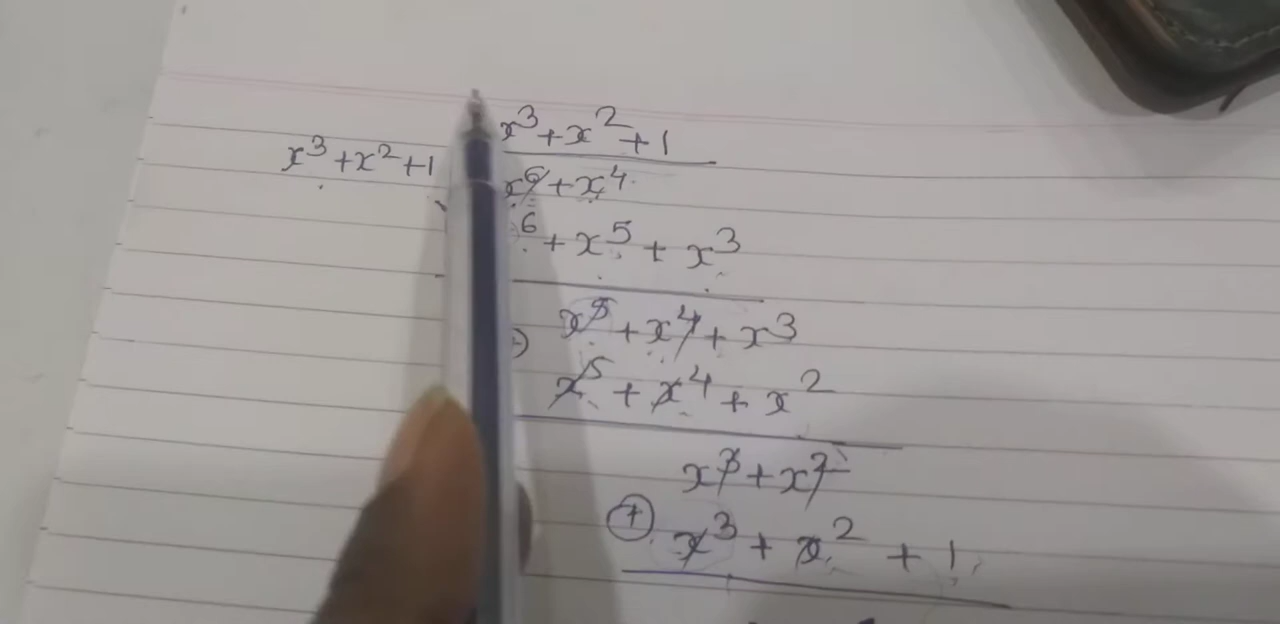 x³+x²+1
x³+x²+1
x⁶+x⁴
⁶+x⁵+x³
x⁵+x⁴+x³
x⁵+x⁴+x²
x³+x²
⊕ x³+x²+1